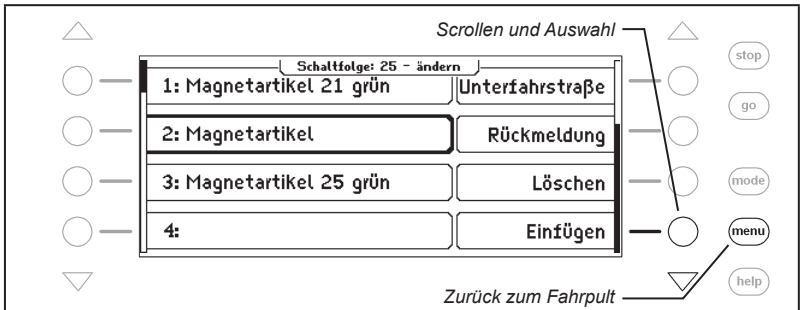 Scrollen und Auswahl
stop
Schaltfolge: 25 - ändern
1: Magnetartikel 21 grün
Unterfahrstraße
go
2: Magnetartikel
Rückmeldung
3: Magnetartikel 25 grün
Löschen
mode
4:
Einfügen
menu
help
Zurück zum Fahrpult